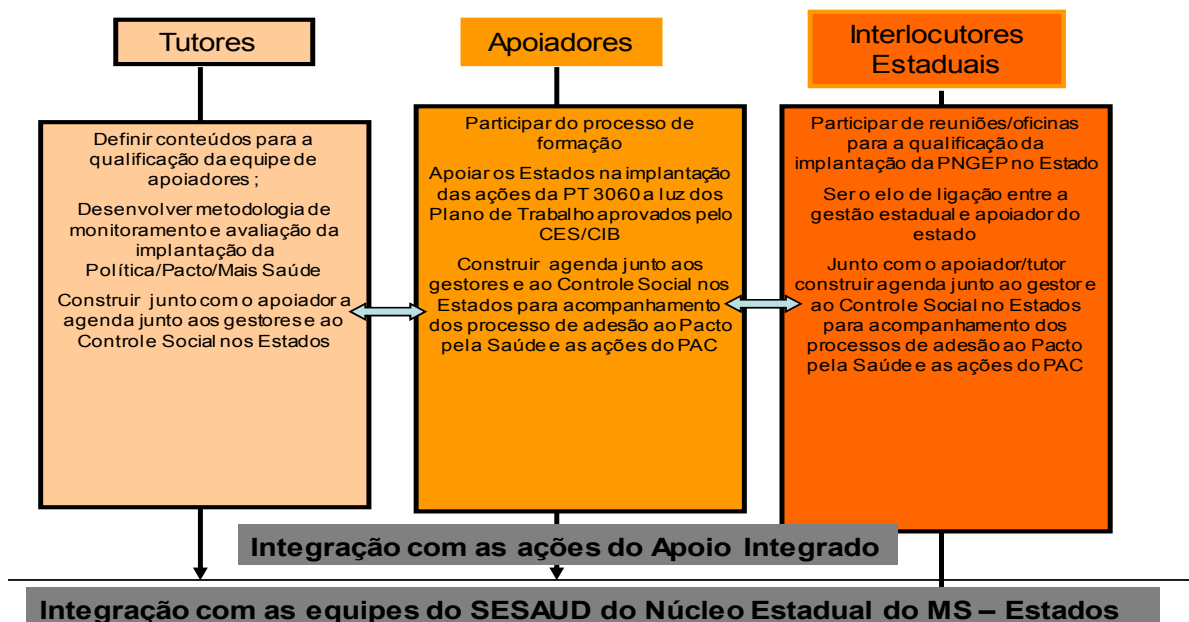 Tutores
Definir conteúdos para a
qualificação da equipe de
apoiadores ;
Desenvolver metodologia de
monitoramento e avaliação da
implantação da
Política/Pacto/Mais Saúde
Construir junto com o apoiador a
agenda junto aos gestores e ao
Controle Social nos Estados
Apoiadores
Participar do processo de
formação
Apoiar os Estados na implantação
das ações da PT 3060 a luz dos
Plano de Trabalho aprovados pelo
CES/CIB
Construir agenda junto aos
gestores e ao Controle Social nos
Estados para acompanhamento
dos processo de adesão ao Pacto
pela Saúde e as ações do PAC
Interlocutores
Estaduais
Participar de reuniões/oficinas
para a qualificação da
implantação da PNGEP no Estado
Ser o elo de ligação entre a
gestão estadual e apoiador do
estado
Junto com o apoiador/tutor
construir agenda junto ao gestor e
ao Controle Social no Estados
para acompanhamento dos
processos de adesão ao Pacto
pela Saúde e as ações do PAC
Integração com as ações do Apoio Integrado
Integração com as equipes do SESAUD do Núcleo Estadual do MS – Estados